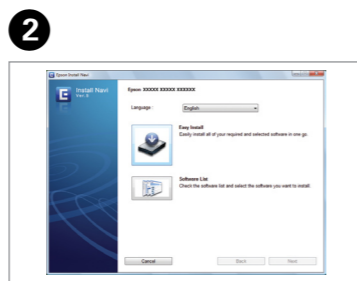 2
Epson Install Navi
Install Navi
Epson XXXXX XXXXX XXXXXX
Language :
English
Easy Install
Easily install all of your required and selected software in one go.
Software List
Check the software list and select the software you want to install.
Cancel
Back
Next